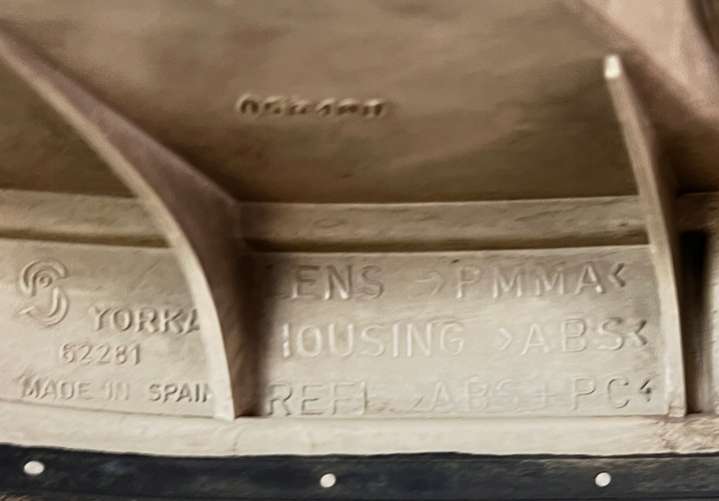 YORKA
62281
MADE IN SPAIN
LENS >PMMA<
HOUSING >ABS<
REFL. >ABS+PC<